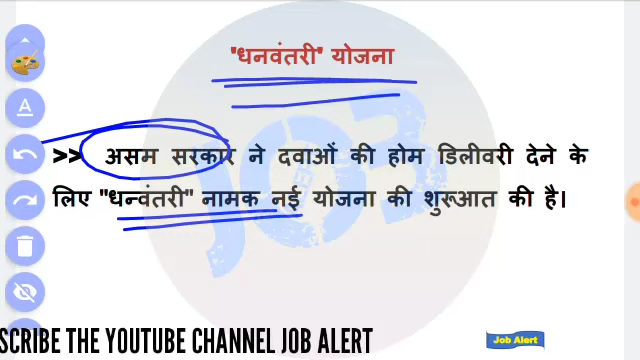 "धनवंतरी" योजना
>> असम सरकार ने दवाओं की होम डिलीवरी देने के
लिए "धन्वंतरी" नामक नई योजना की शुरूआत की है।
JOB
SCRIBE THE YOUTUBE CHANNEL JOB ALERT
Job Alert